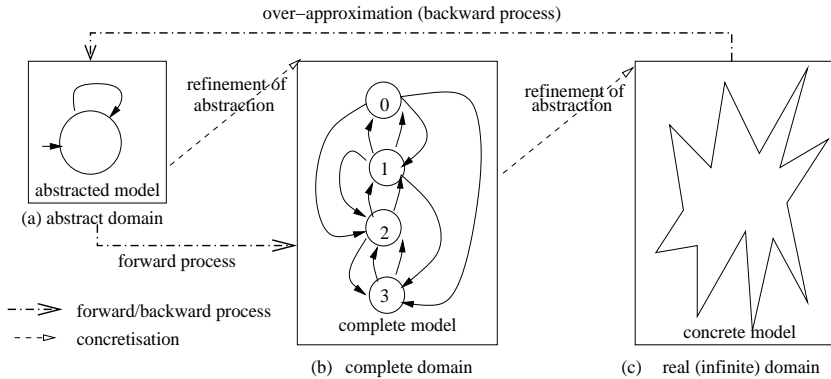 over−approximation (backward process)
refinement of
abstraction
refinement of
abstraction
0
1
2
3
abstracted model
(a) abstract domain
forward process
complete model
concrete model
forward/backward process
concretisation
(b) complete domain
(c) real (infinite) domain